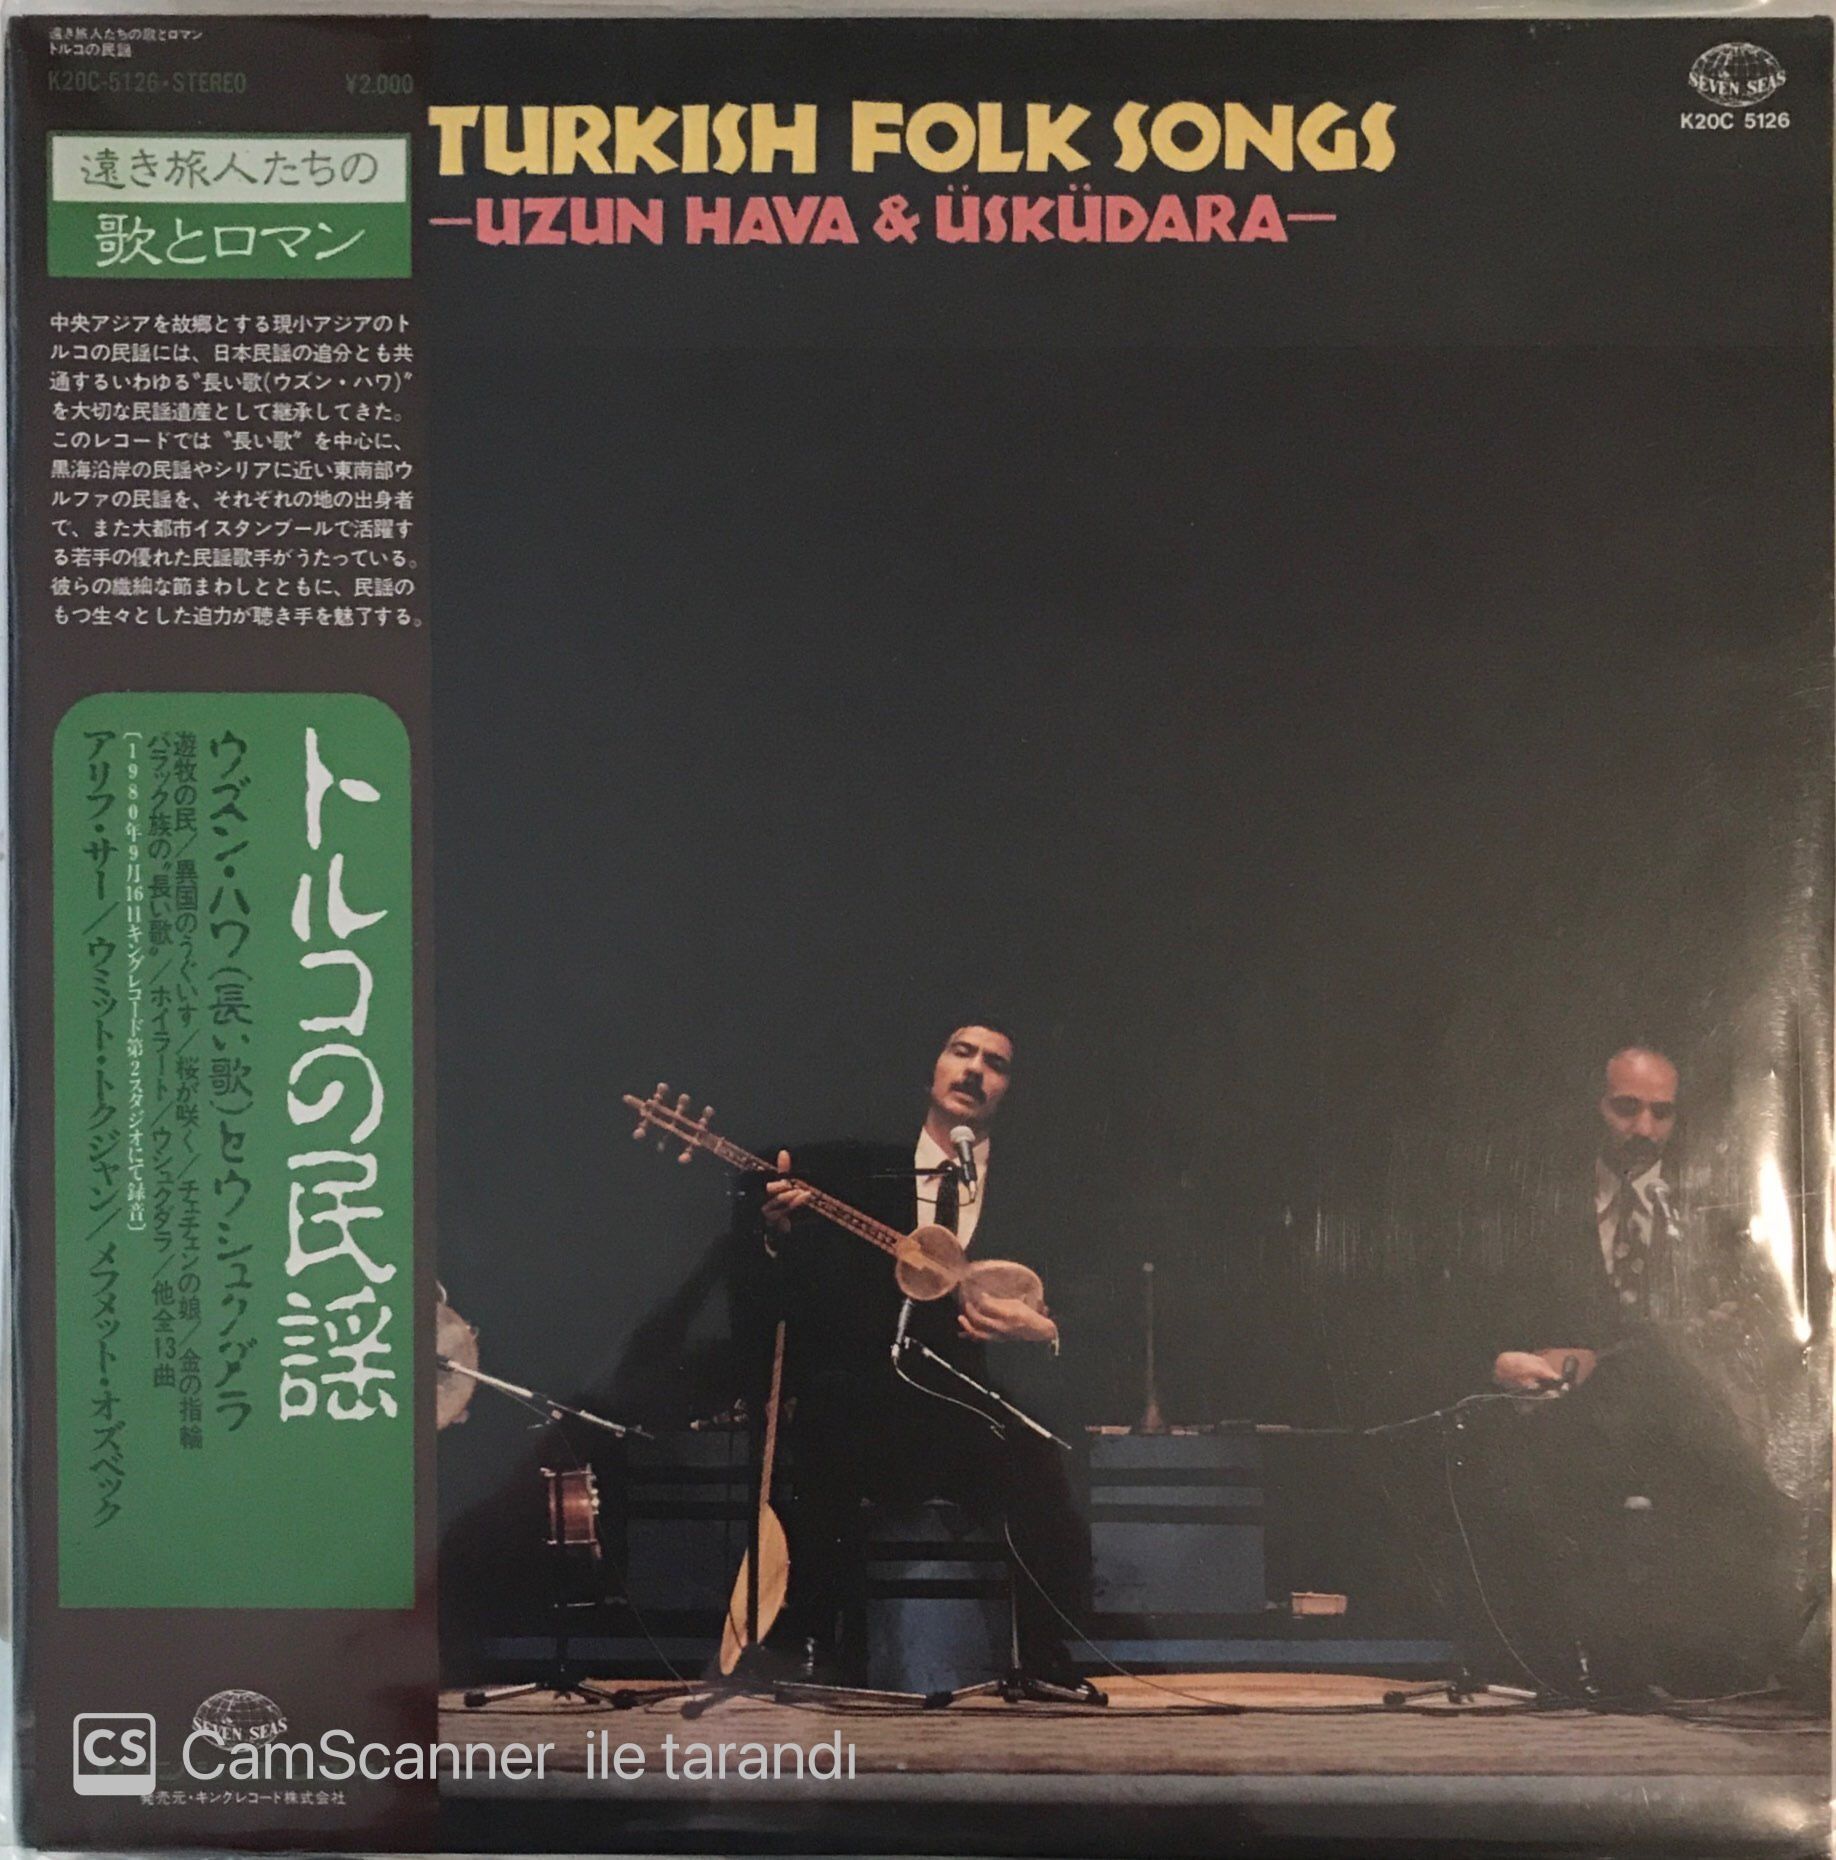 遠き旅人たちの歌とロマン
トルコの民謡
K20C-5126・STEREO ¥2.000
遠き旅人たちの
歌とロマン
中央アジアを故郷とする現小アジアのト
ルコの民謡には、日本民謡の追分とも共
通するいわゆる〝長い歌(ウズン・ハワ)〟
を大切な民謡遺産として継承してきた。
このレコードでは〝長い歌〟を中心に、
黒海沿岸の民謡やシリアに近い東南部ウ
ルファの民謡を、それぞれの地の出身者
で、また大都市イスタンブールで活躍す
る若手の優れた民謡歌手がうたっている。
彼らの繊細な節まわしとともに、民謡の
もつ生々とした迫力が聴き手を魅了する。
トルコの民謡
ウズン・ハワ(長い歌)とウシュクダラ
遊牧の民/異国のうぐいす/桜が咲く/チェチェンの娘/金の指輪
バラック族の〝長い歌〟/ホイラート/ウシュクダラ/他全13曲
〔1980年9月16日キングレコード第2スタジオにて録音〕
アリフ・サー/ウミット・トクジャン/メフメット・オズベック
SEVEN SEAS
発売元・キングレコード株式会社
TURKISH FOLK SONGS
—UZUN HAVA & ÜSKÜDARA—
SEVEN SEAS
K20C 5126
CS CamScanner ile tarandı